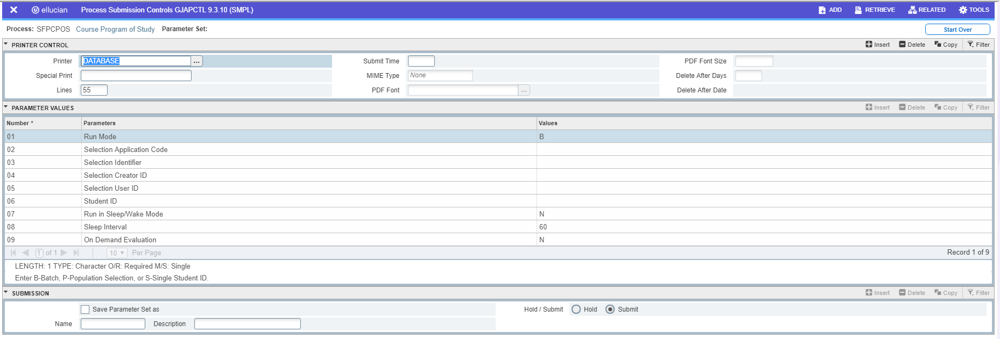 ellucian Process Submission Controls GJAPCTL 9.3.10 (SMPL) ADD RETRIEVE RELATED TOOLS
Process: SFPCPOS Course Program of Study Parameter Set: Start Over
PRINTER CONTROL Insert Delete Copy Filter
Printer DATABASE ... Submit Time PDF Font Size
Special Print MIME Type None Delete After Days
Lines 55 PDF Font ... Delete After Date
PARAMETER VALUES Insert Delete Copy Filter
Number * Parameters Values
01 Run Mode B
02 Selection Application Code
03 Selection Identifier
04 Selection Creator ID
05 Selection User ID
06 Student ID
07 Run in Sleep/Wake Mode N
08 Sleep Interval 60
09 On Demand Evaluation N
1 of 1 10 Per Page Record 1 of 9
LENGTH: 1 TYPE: Character O/R: Required M/S: Single
Enter B-Batch, P-Population Selection, or S-Single Student ID.
SUBMISSION Insert Delete Copy Filter
Save Parameter Set as Hold / Submit Hold Submit
Name Description